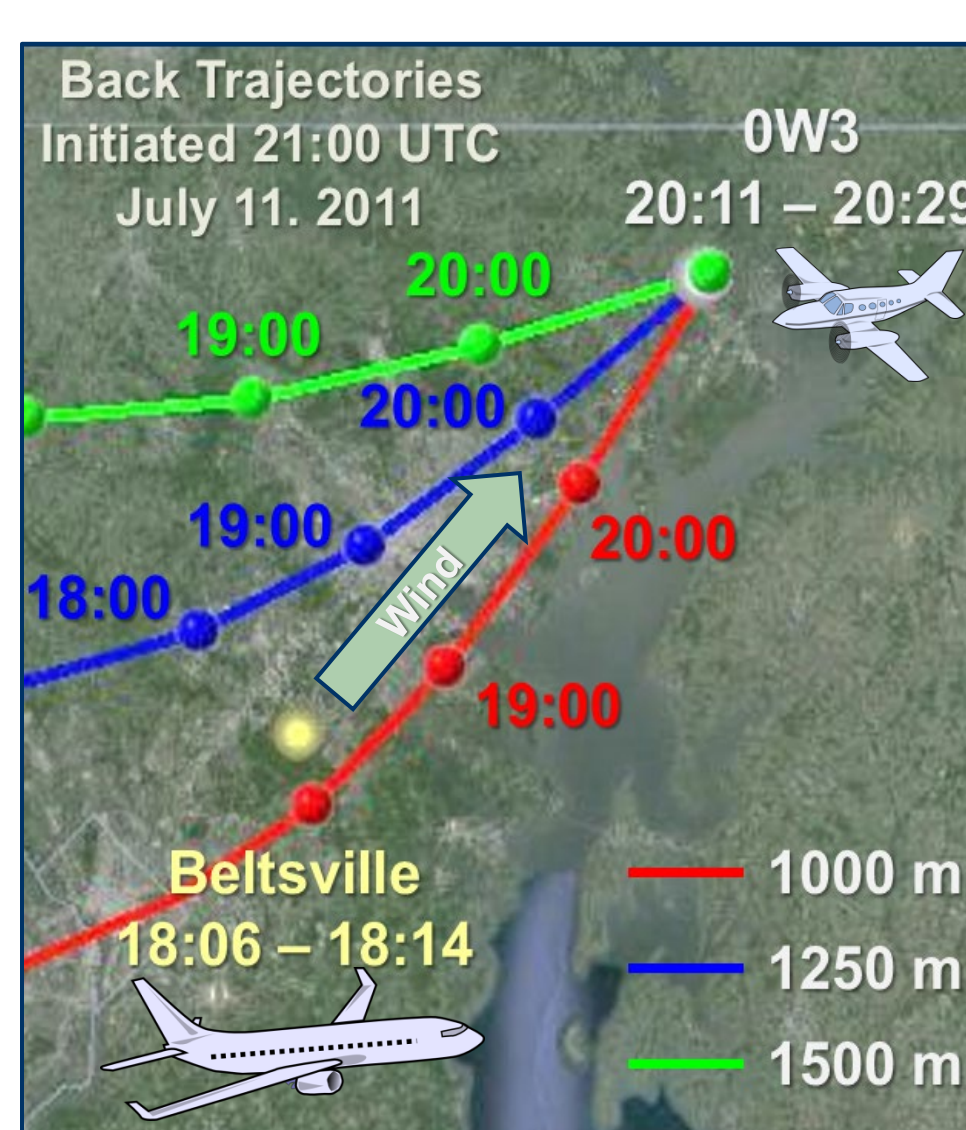 Back Trajectories
Initiated 21:00 UTC
July 11. 2011
0W3
20:11 – 20:29
20:00
19:00
20:00
19:00
18:00
Wind
20:00
19:00
Beltsville
18:06 – 18:14
1000 m
1250 m
1500 m